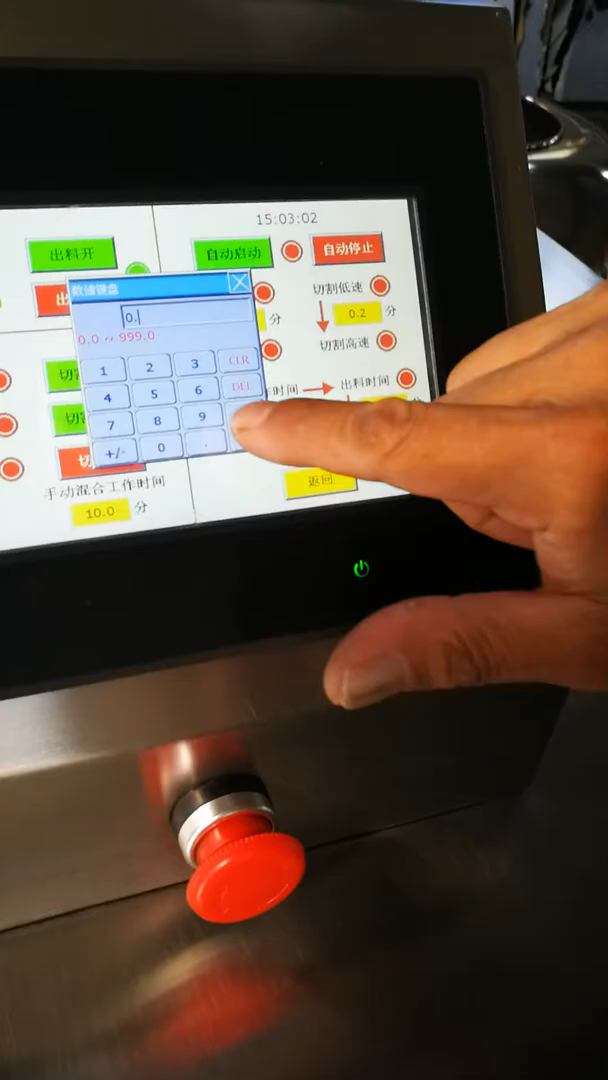 15:03:02
出料开
自动启动
自动停止
数值键盘
0.
0.0 ~ 999.0
切割低速
分
0.2 分
切割高速
1 2 3 CLR
4 5 6 DEL
7 8 9
+/- 0 .
时间
出料时间
返回
手动混合工作时间
10.0 分